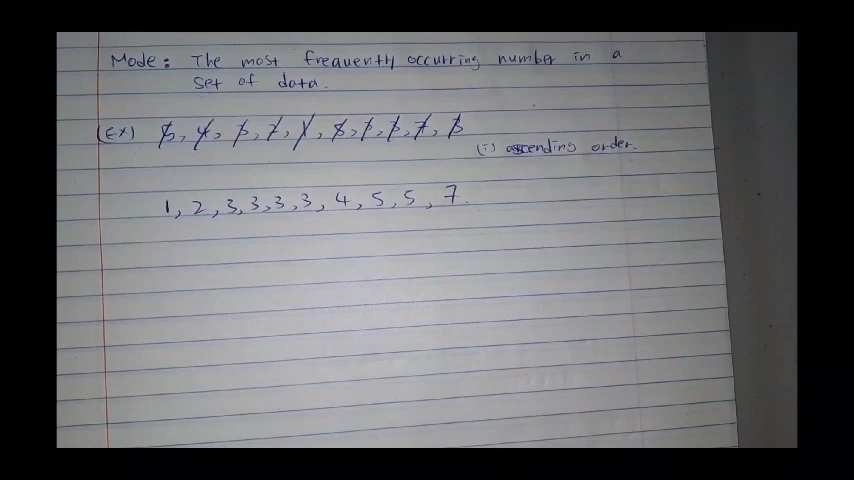 Mode: The most frequently occurring number in a
set of data.
(Ex)
(i) ascending order.
1, 2, 3, 3, 3, 3, 4, 5, 5, 7.